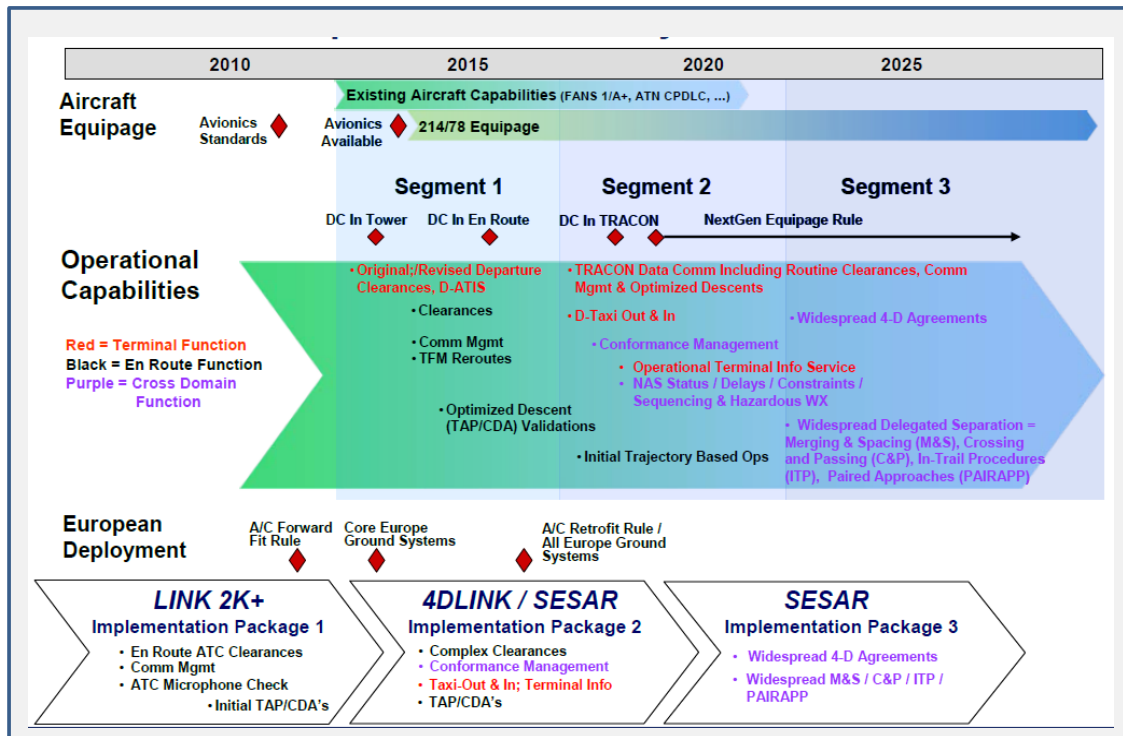 2010 2015 2020 2025
Aircraft
Equipage
Existing Aircraft Capabilities (FANS 1/A+, ATN CPDLC, ...)
Avionics
Standards
Avionics
Available
214/78 Equipage
Segment 1 Segment 2 Segment 3
DC In Tower DC In En Route DC In TRACON NextGen Equipage Rule
Operational
Capabilities
Red = Terminal Function
Black = En Route Function
Purple = Cross Domain
Function
• Original;/Revised Departure
Clearances, D-ATIS
• Clearances
• Comm Mgmt
• TFM Reroutes
• Optimized Descent
(TAP/CDA) Validations
• TRACON Data Comm Including Routine Clearances, Comm
Mgmt & Optimized Descents
• D-Taxi Out & In
• Conformance Management
• Operational Terminal Info Service
• NAS Status / Delays / Constraints /
Sequencing & Hazardous WX
• Initial Trajectory Based Ops
• Widespread 4-D Agreements
• Widespread Delegated Separation =
Merging & Spacing (M&S), Crossing
and Passing (C&P), In-Trail Procedures
(ITP), Paired Approaches (PAIRAPP)
European
Deployment
A/C Forward
Fit Rule
Core Europe
Ground Systems
A/C Retrofit Rule /
All Europe Ground
Systems
LINK 2K+
Implementation Package 1
• En Route ATC Clearances
• Comm Mgmt
• ATC Microphone Check
• Initial TAP/CDA's
4DLINK / SESAR
Implementation Package 2
• Complex Clearances
• Conformance Management
• Taxi-Out & In; Terminal Info
• TAP/CDA's
SESAR
Implementation Package 3
• Widespread 4-D Agreements
• Widespread M&S / C&P / ITP /
PAIRAPP